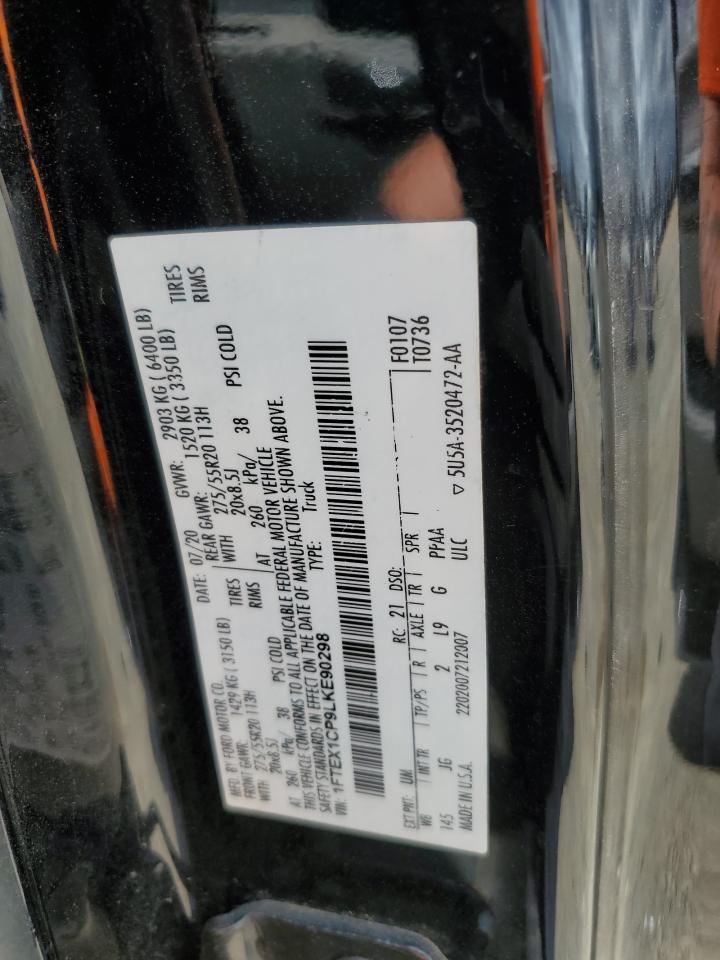 MFD. BY FORD MOTOR CO.
DATE: 07/20 GVWR: 2903 KG ( 6400 LB)
FRONT GAWR: 1429 KG ( 3150 LB) REAR GAWR: 1520 KG ( 3350 LB)
WITH: 275/55R20 113H TIRES WITH 275/55R20 113H TIRES
20x8.5J RIMS 20x8.5J RIMS
AT 260 kPa/ 38 PSI COLD AT 260 kPa/ 38 PSI COLD
THIS VEHICLE CONFORMS TO ALL APPLICABLE FEDERAL MOTOR VEHICLE
SAFETY STANDARDS IN EFFECT ON THE DATE OF MANUFACTURE SHOWN ABOVE.
VIN: 1FTEX1CP9LKE90298 TYPE: Truck
F0107
EXT PNT: UM RC: 21 DSO: T0736
WB INT TR TP/PS R AXLE TR SPR
145 JG 2 L9 G PFAA
MADE IN U.S.A. 2202007212007 ULC 5U5A-3520472-AA